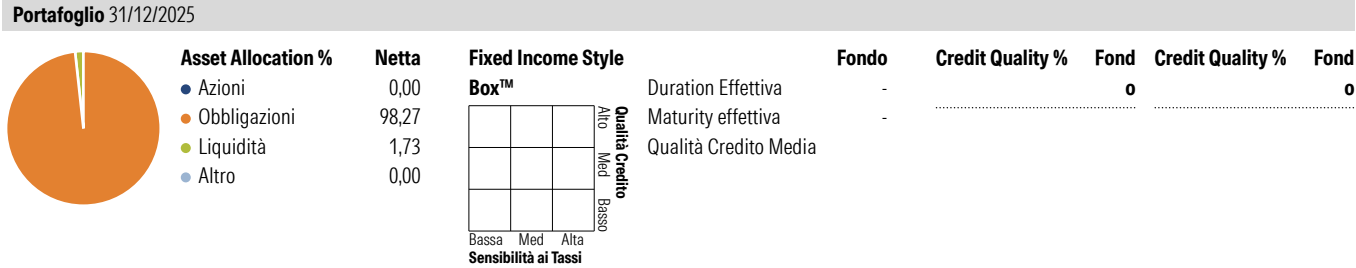 Portafoglio 31/12/2025
Asset Allocation % Netta
Azioni 0,00
Obbligazioni 98,27
Liquidità 1,73
Altro 0,00
Fixed Income Style
Box™
Alto Med Basso
Qualità Credito
Bassa Med Alta
Sensibilità ai Tassi
Fondo
Duration Effettiva -
Maturity effettiva -
Qualità Credito Media
Credit Quality % Fond
o
Credit Quality % Fond
o